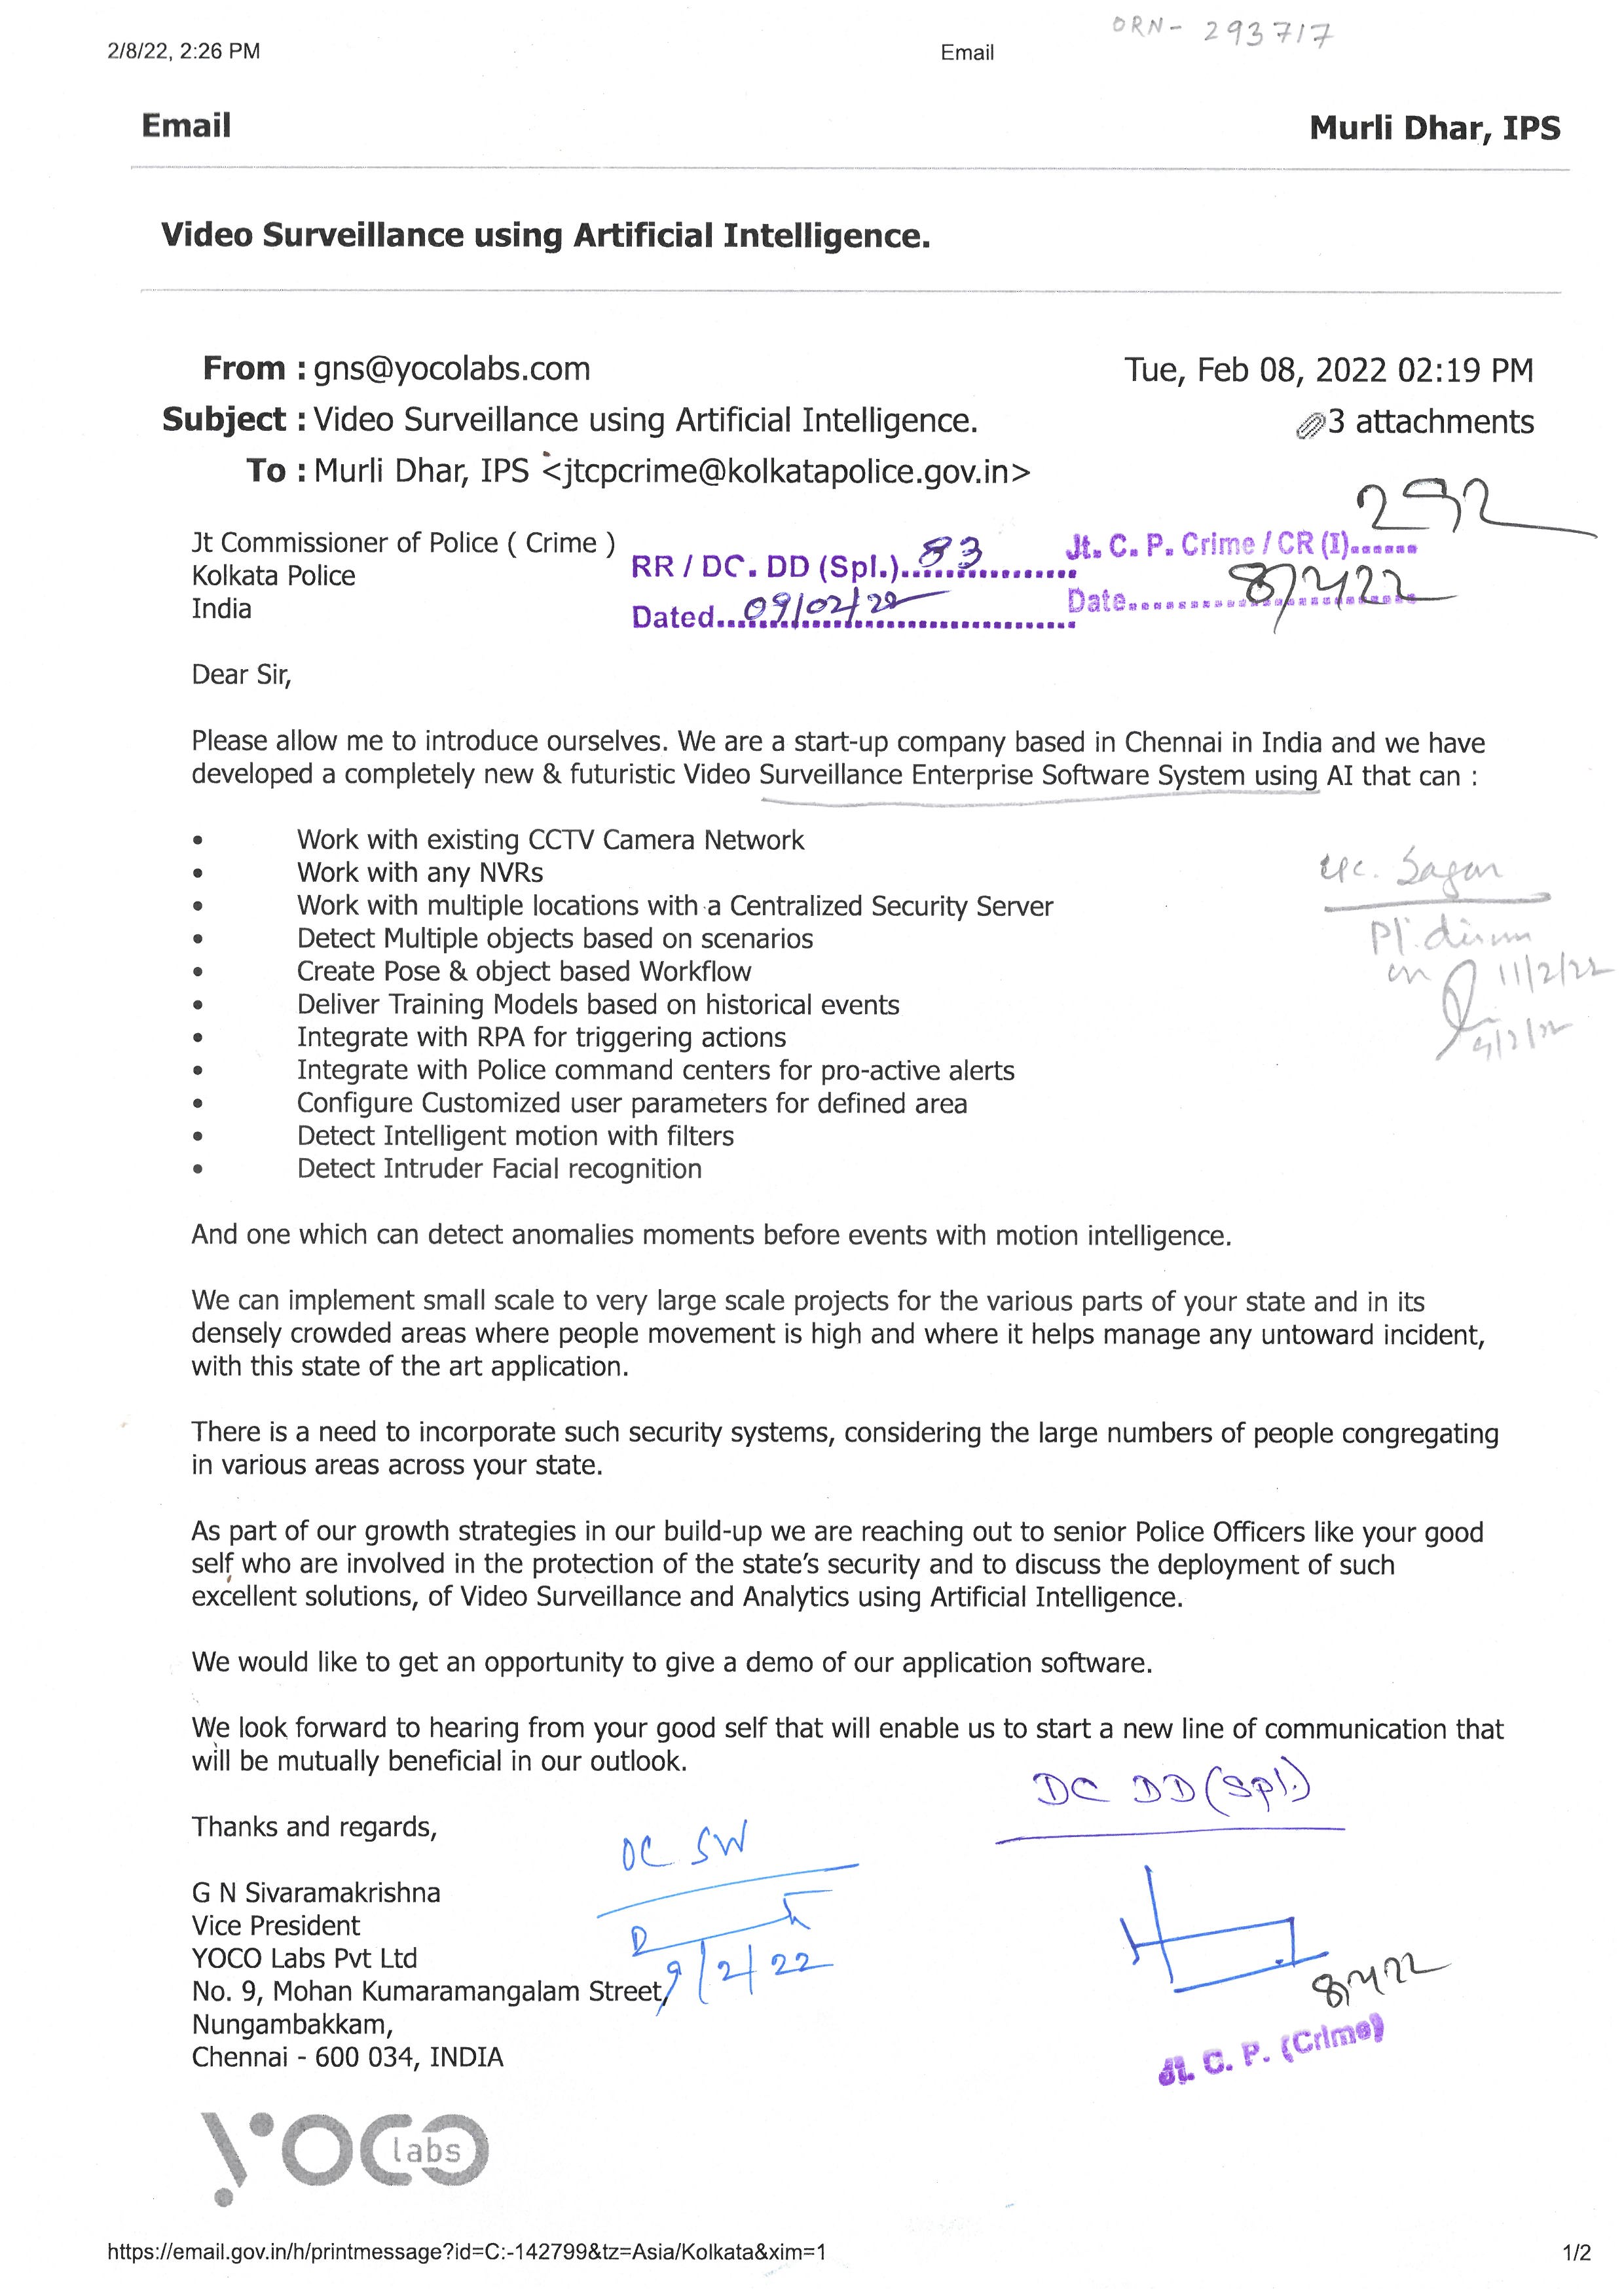 ORN- 293717
2/8/22, 2:26 PM Email
Email Murli Dhar, IPS
Video Surveillance using Artificial Intelligence.
From : gns@yocolabs.com Tue, Feb 08, 2022 02:19 PM
Subject : Video Surveillance using Artificial Intelligence. 3 attachments
To : Murli Dhar, IPS <jtcpcrime@kolkatapolice.gov.in>
292
Jt Commissioner of Police ( Crime )
Kolkata Police
India
RR / DC. DD (Spl.)...83
Dated...09/02/22
Jt. C. P. Crime / CR (I)
Date... 8/2/22
Dear Sir,
Please allow me to introduce ourselves. We are a start-up company based in Chennai in India and we have
developed a completely new & futuristic Video Surveillance Enterprise Software System using AI that can :
• Work with existing CCTV Camera Network
• Work with any NVRs
• Work with multiple locations with a Centralized Security Server
• Detect Multiple objects based on scenarios
• Create Pose & object based Workflow
• Deliver Training Models based on historical events
• Integrate with RPA for triggering actions
• Integrate with Police command centers for pro-active alerts
• Configure Customized user parameters for defined area
• Detect Intelligent motion with filters
• Detect Intruder Facial recognition
Sagar
on 11/2/22
And one which can detect anomalies moments before events with motion intelligence.
We can implement small scale to very large scale projects for the various parts of your state and in its
densely crowded areas where people movement is high and where it helps manage any untoward incident,
with this state of the art application.
There is a need to incorporate such security systems, considering the large numbers of people congregating
in various areas across your state.
As part of our growth strategies in our build-up we are reaching out to senior Police Officers like your good
self who are involved in the protection of the state's security and to discuss the deployment of such
excellent solutions, of Video Surveillance and Analytics using Artificial Intelligence.
We would like to get an opportunity to give a demo of our application software.
We look forward to hearing from your good self that will enable us to start a new line of communication that
will be mutually beneficial in our outlook.
DC DD (Spl.)
Thanks and regards,
OC SW
9/2/22
G N Sivaramakrishna
Vice President
YOCO Labs Pvt Ltd
No. 9, Mohan Kumaramangalam Street,
Nungambakkam,
Chennai - 600 034, INDIA
8/2/22
Jt. C. P. (Crime)
YOCO labs
https://email.gov.in/h/printmessage?id=C:-142799&tz=Asia/Kolkata&xim=1 1/2